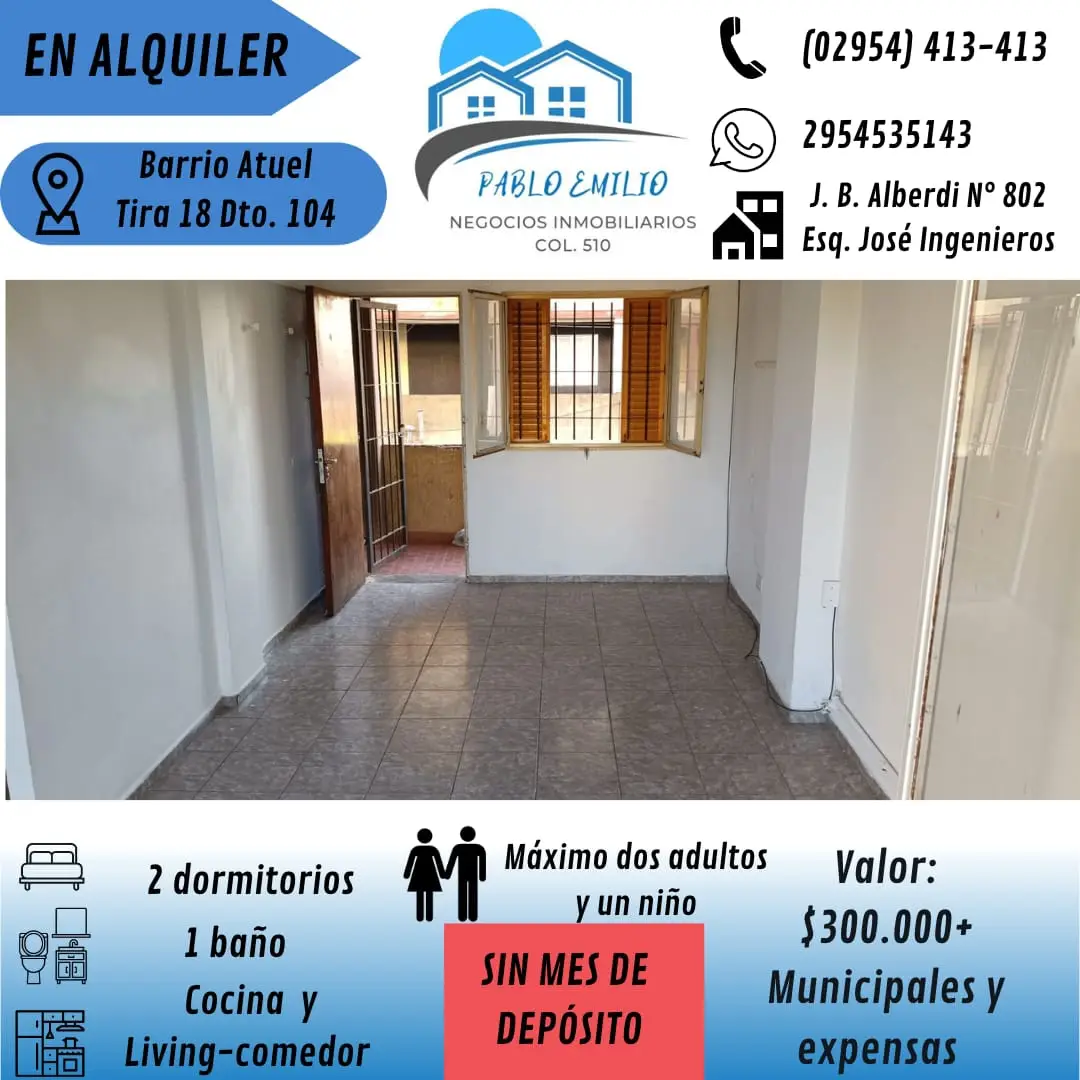 EN ALQUILER
Barrio Atuel
Tira 18 Dto. 104
PABLO EMILIO
NEGOCIOS INMOBILIARIOS
COL. 510
(02954) 413-413
2954535143
J. B. Alberdi N° 802
Esq. José Ingenieros
2 dormitorios
1 baño
Cocina y
Living-comedor
Máximo dos adultos
y un niño
SIN MES DE
DEPÓSITO
Valor:
$300.000+
Municipales y
expensas